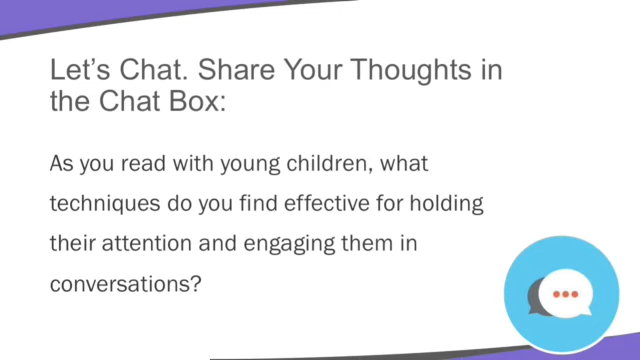 Let’s Chat. Share Your Thoughts in
the Chat Box:
As you read with young children, what
techniques do you find effective for holding
their attention and engaging them in
conversations?